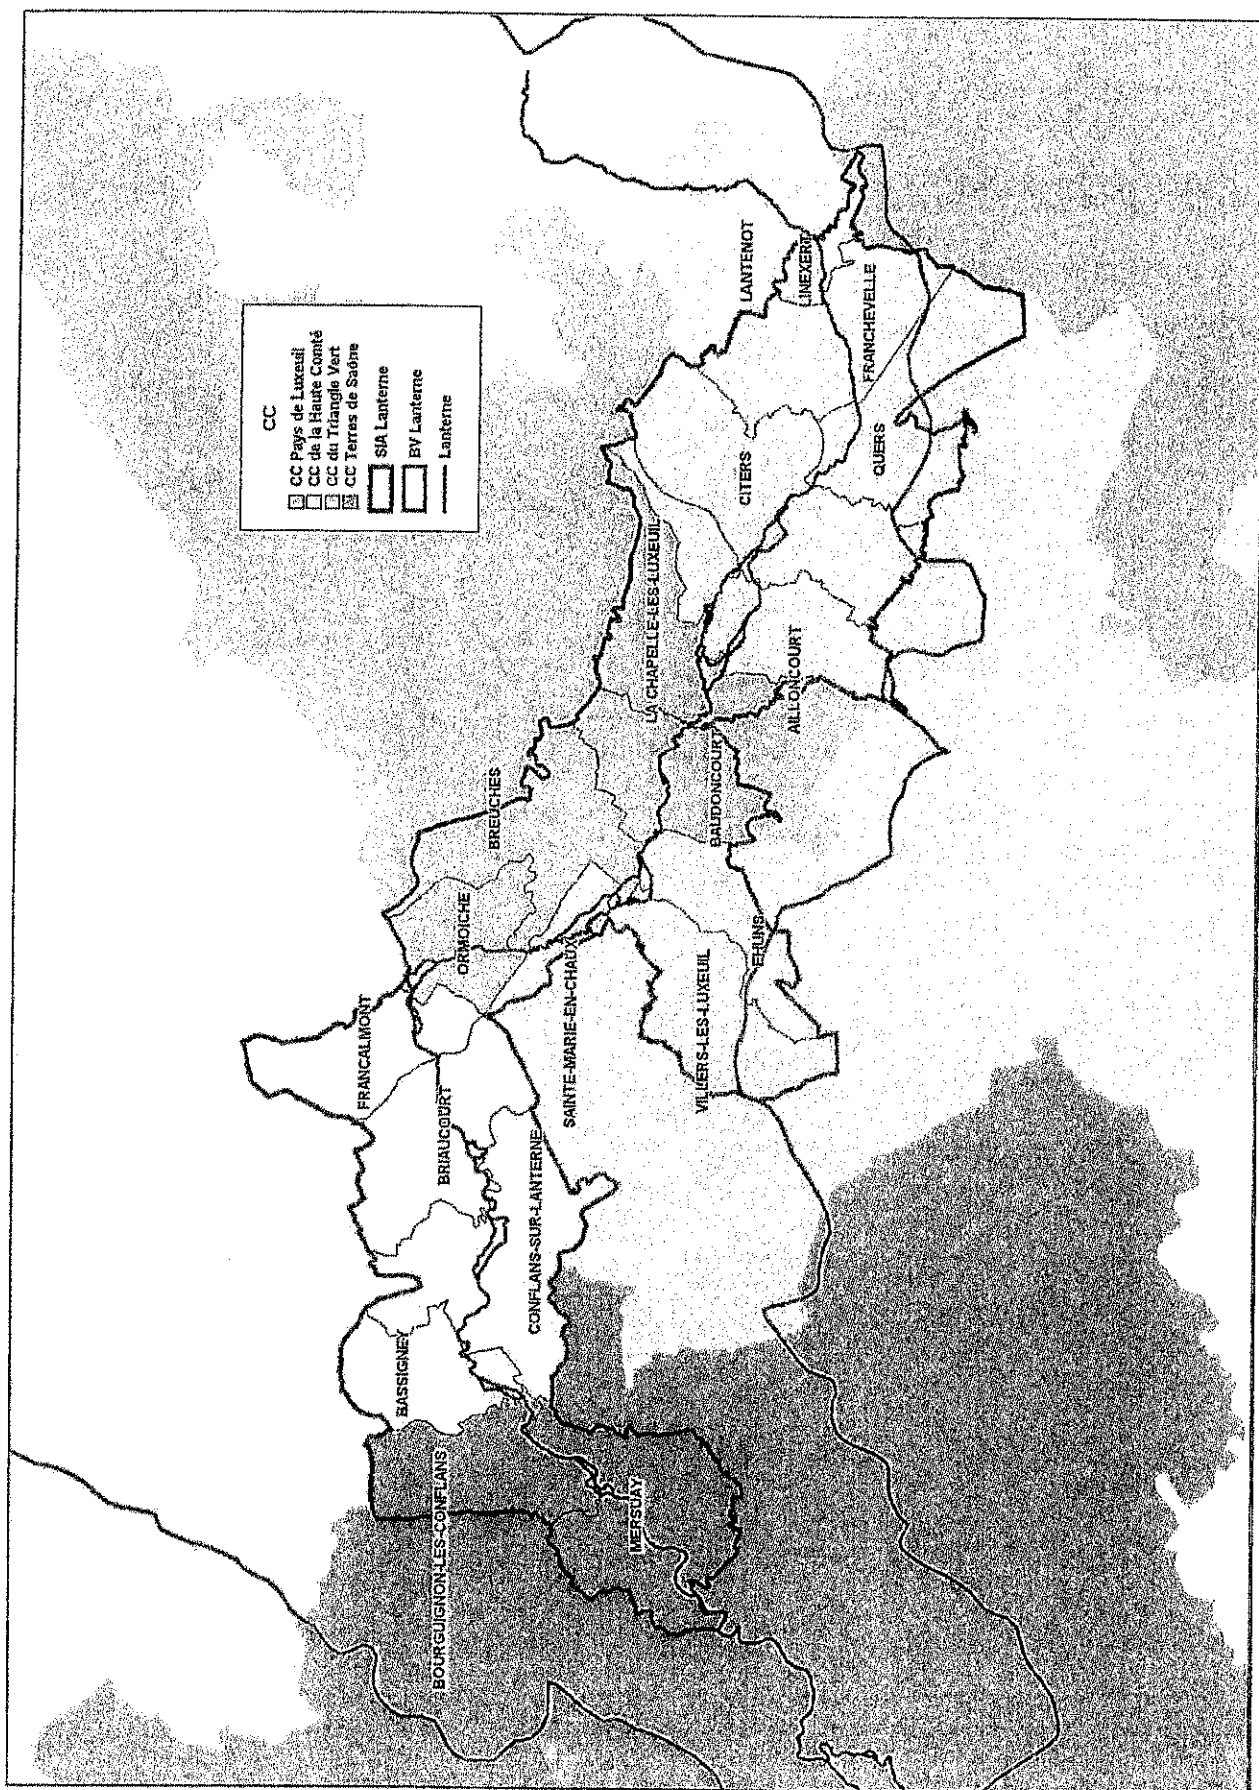 CC
CC Pays de Luxeuil
CC de la Haute Comté
CC du Triangle Vert
CC Terres de Saône
SIA Lanterne
BV Lanterne
Lanterne
BOURGUIGNON-LES-CONFLANS
BASSIGNEY
MERSUAY
CONFLANS-SUR-LANTERNE
BRIAUCOURT
FRANCALMONT
SAINTE-MARIE-EN-CHAUX
ORMOICHE
VILLIERS-LES-LUXEUIL
EHUNS
BREUCHES
BAUDONCOURT
AILLONCOURT
LA CHAPELLE-LES-LUXEUIL
CITERS
QUERS
FRANCHEVELLE
LINEXERT
LANTENOT